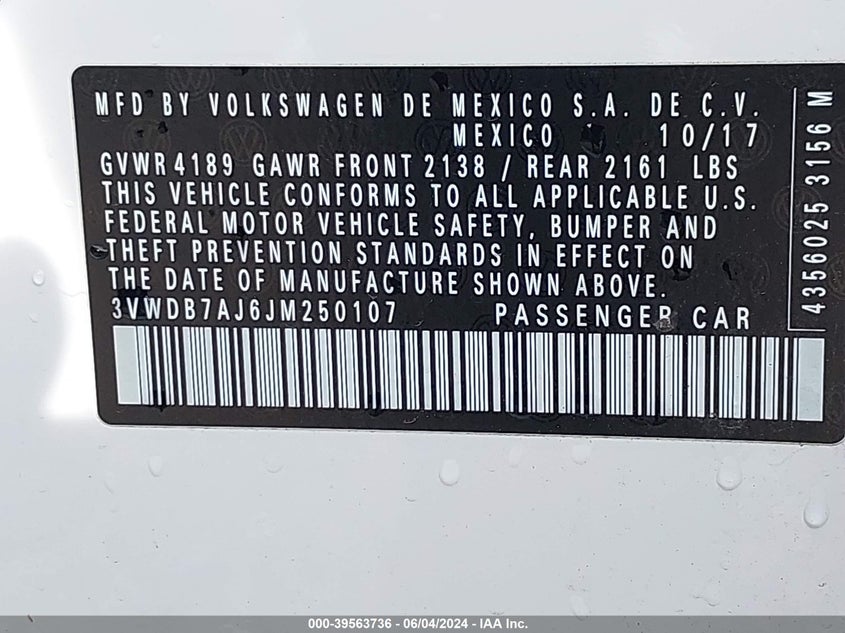 MFD BY VOLKSWAGEN DE MEXICO S.A. DE C.V.
MEXICO 10/17
GVWR 4189 GAWR FRONT 2138 / REAR 2161 LBS
THIS VEHICLE CONFORMS TO ALL APPLICABLE U.S.
FEDERAL MOTOR VEHICLE SAFETY, BUMPER AND
THEFT PREVENTION STANDARDS IN EFFECT ON
THE DATE OF MANUFACTURE SHOWN ABOVE.
3VWDB7AJ6JM250107 PASSENGER CAR
4356025 3156 M
000-39563736 - 06/04/2024 - IAA Inc.